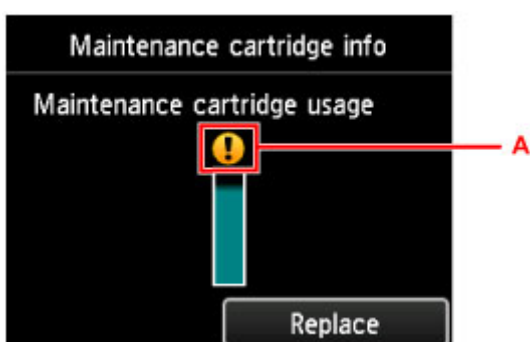 Maintenance cartridge info
Maintenance cartridge usage
!
A
Replace